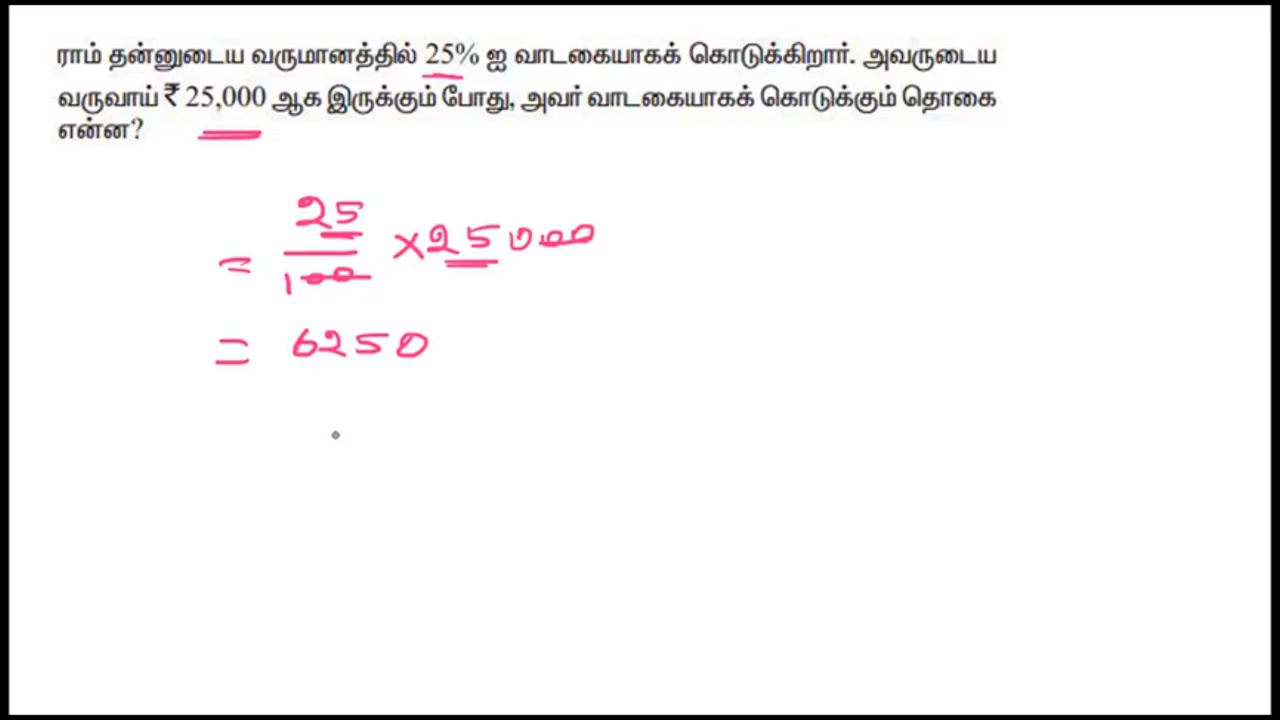 ராம் தன்னுடைய வருமானத்தில் 25% ஐ வாடகையாகக் கொடுக்கிறார். அவருடைய
வருவாய் ₹ 25,000 ஆக இருக்கும் போது, அவர் வாடகையாகக் கொடுக்கும் தொகை
என்ன?
= 25/100 × 25000
= 6250